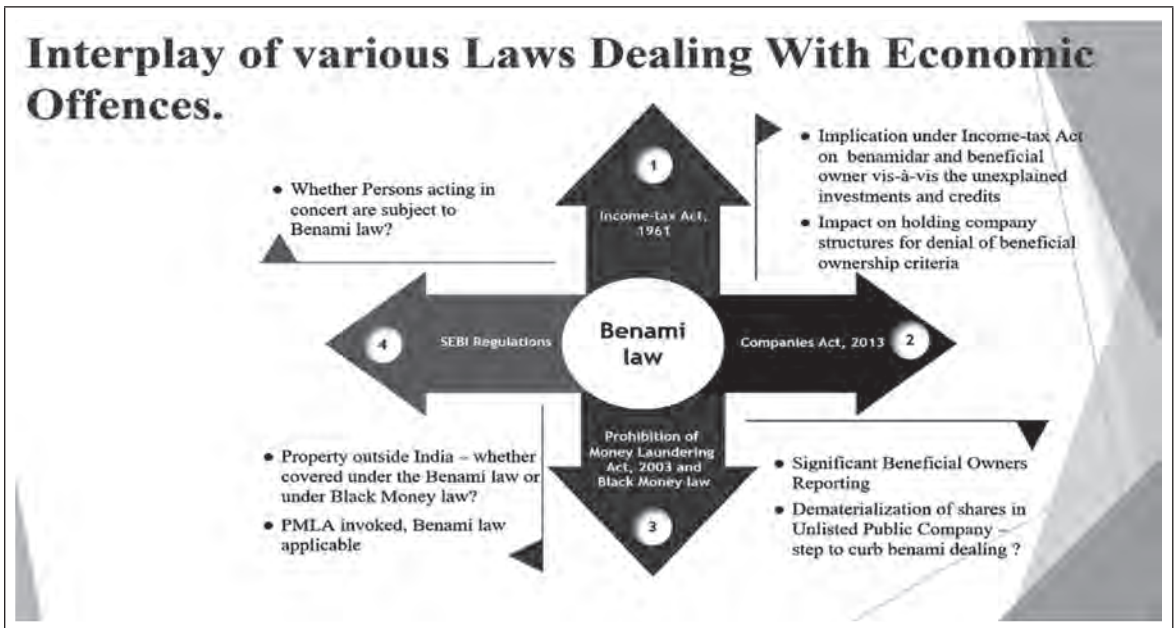 Interplay of various Laws Dealing With Economic
Offences.
1
Income-tax Act,
1961
• Implication under Income-tax Act
on benamidar and beneficial
owner vis-à-vis the unexplained
investments and credits
• Impact on holding company
structures for denial of beneficial
ownership criteria
• Whether Persons acting in
concert are subject to
Benami law?
4
SEBI Regulations
Benami
law
Companies Act, 2013
2
• Property outside India – whether
covered under the Benami law or
under Black Money law?
• PMLA invoked, Benami law
applicable
Prohibition of
Money Laundering
Act, 2003 and
Black Money law
3
• Significant Beneficial Owners
Reporting
• Dematerialization of shares in
Unlisted Public Company –
step to curb benami dealing ?